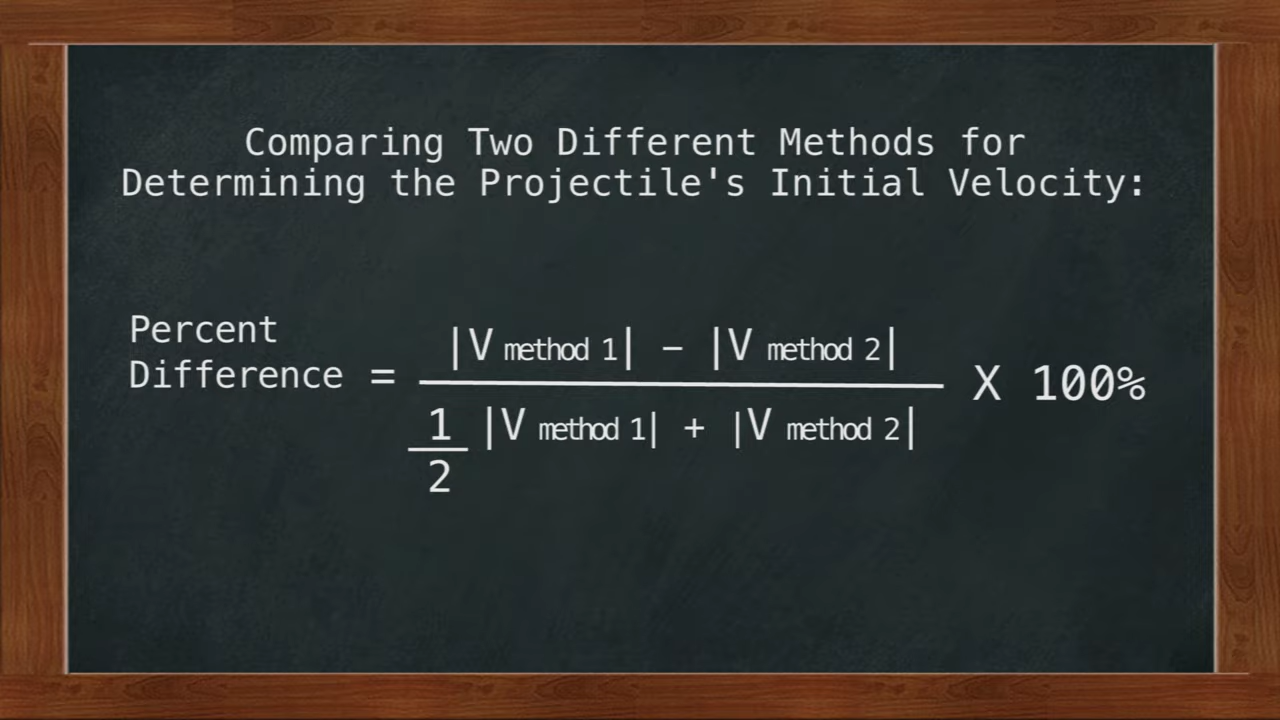 Comparing Two Different Methods for
Determining the Projectile's Initial Velocity:
Percent
Difference =
|V method 1| − |V method 2|
X 100%
1
2
|V method 1| + |V method 2|